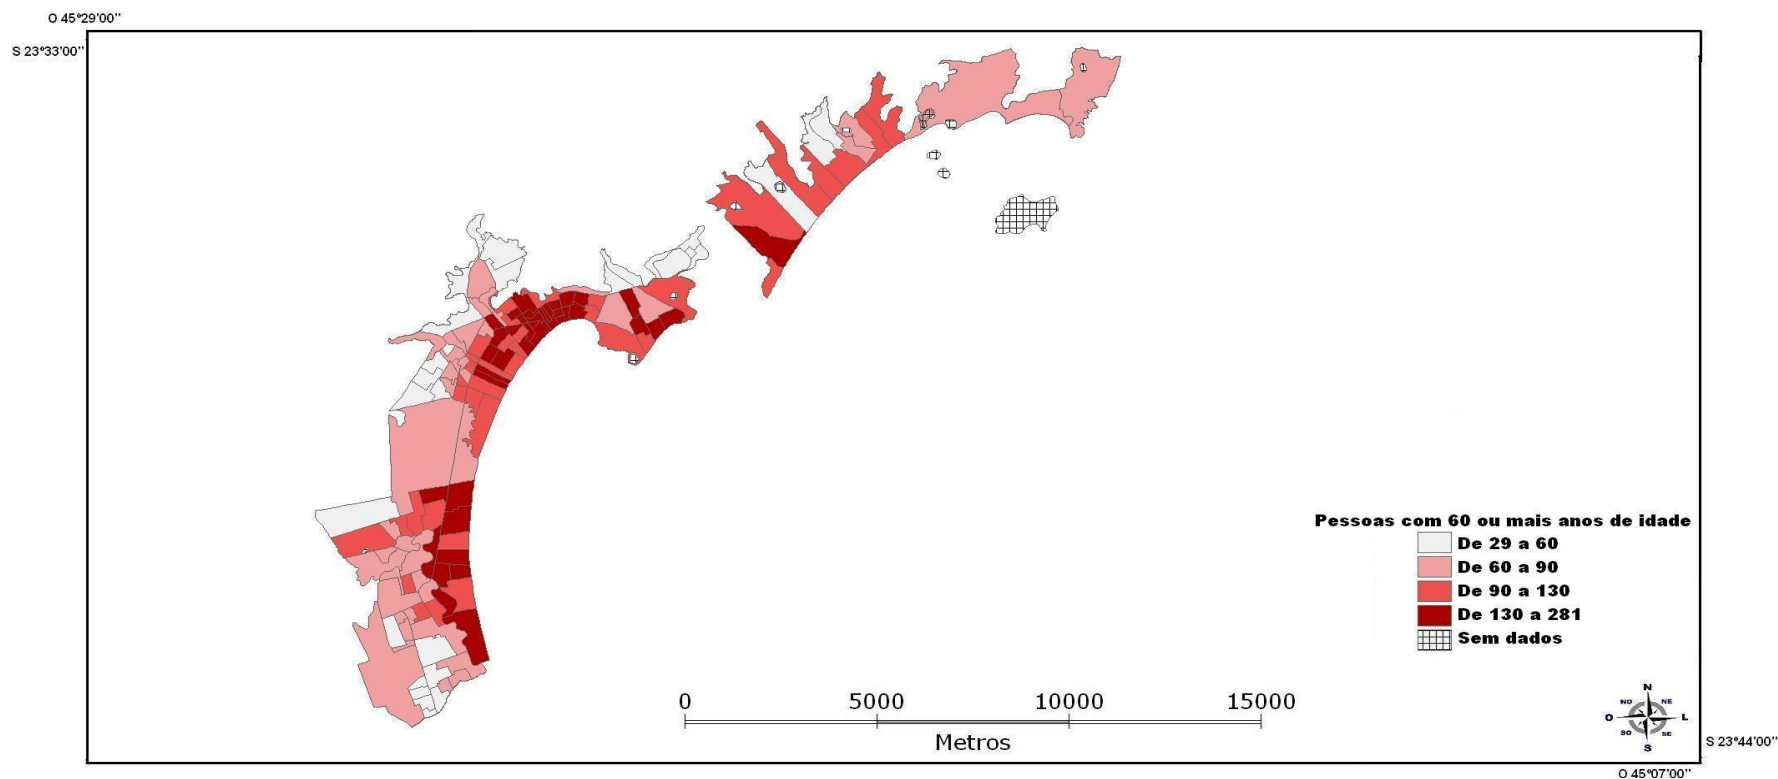 O 45°29'00''
S 23°33'00''
Pessoas com 60 ou mais anos de idade
De 29 a 60
De 60 a 90
De 90 a 130
De 130 a 281
Sem dados
0 5000 10000 15000
Metros
N
NO NE
O L
SO SE
S
S 23°44'00''
O 45°07'00''